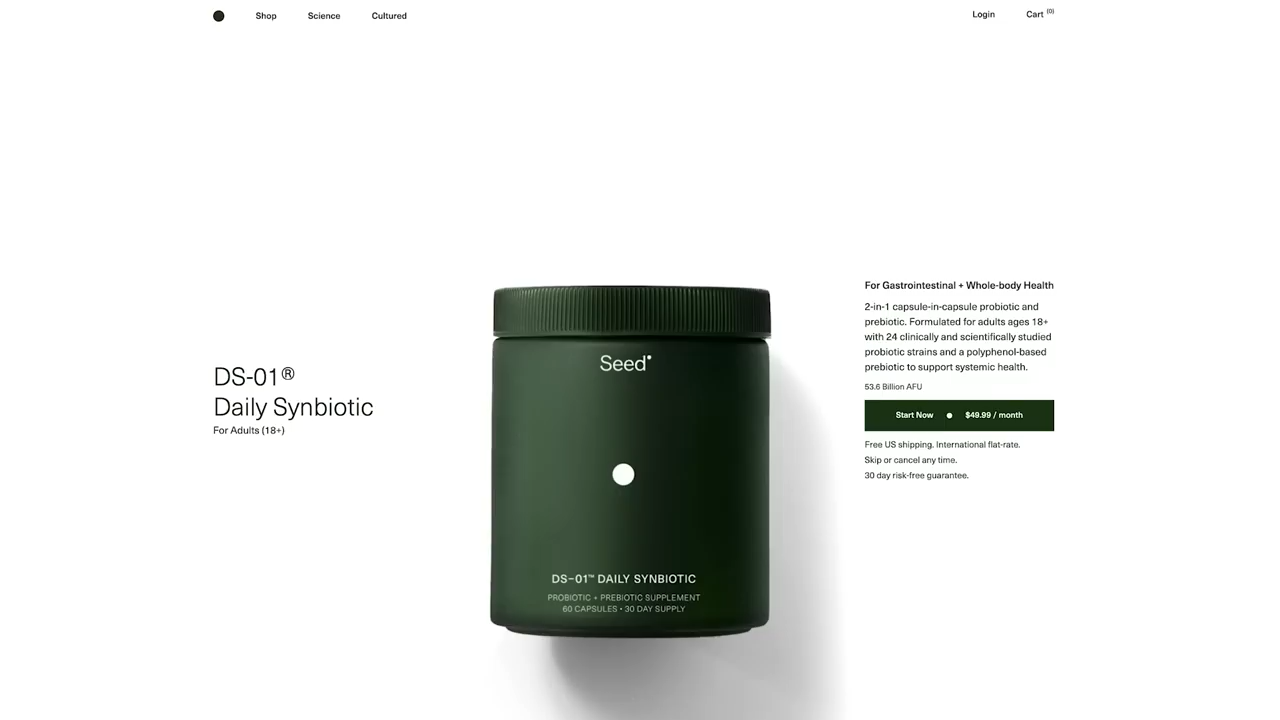 Shop Science Cultured Login Cart (0)
DS-01®
Daily Synbiotic
For Adults (18+)
Seed
DS-01™ DAILY SYNBIOTIC
PROBIOTIC + PREBIOTIC SUPPLEMENT
60 CAPSULES • 30 DAY SUPPLY
For Gastrointestinal + Whole-body Health
2-in-1 capsule-in-capsule probiotic and
prebiotic. Formulated for adults ages 18+
with 24 clinically and scientifically studied
probiotic strains and a polyphenol-based
prebiotic to support systemic health.
53.6 Billion AFU
Start Now $49.99 / month
Free US shipping. International flat-rate.
Skip or cancel any time.
30 day risk-free guarantee.